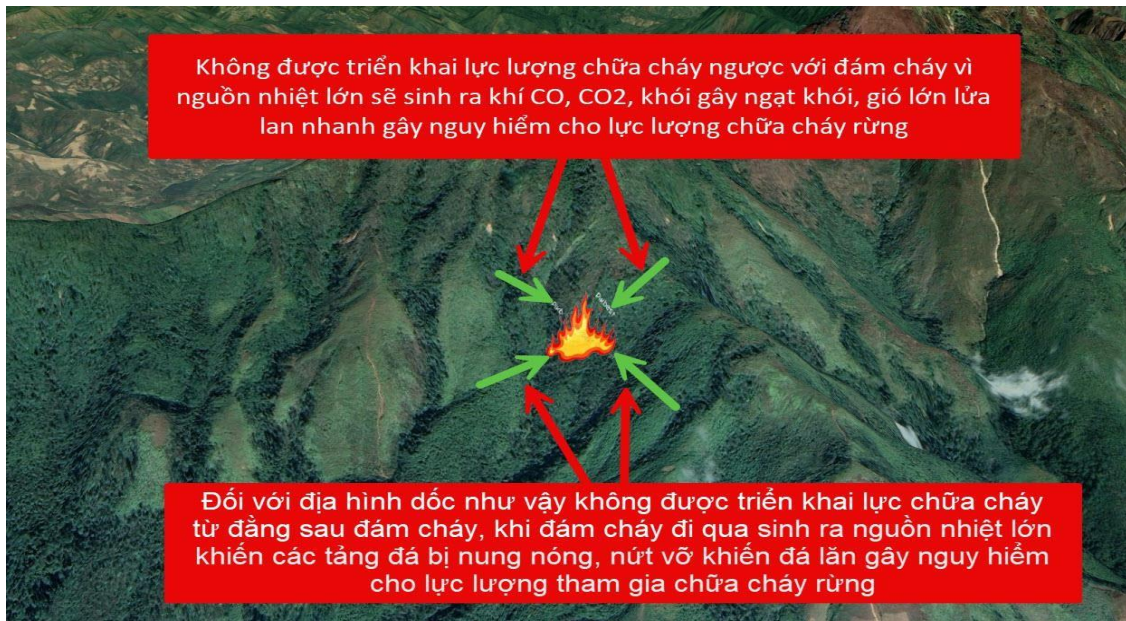 Không được triển khai lực lượng chữa cháy ngược với đám cháy vì
nguồn nhiệt lớn sẽ sinh ra khí CO, CO2, khói gây ngạt khói, gió lớn lửa
lan nhanh gây nguy hiểm cho lực lượng chữa cháy rừng
Đối với địa hình dốc như vậy không được triển khai lực chữa cháy
từ đằng sau đám cháy, khi đám cháy đi qua sinh ra nguồn nhiệt lớn
khiến các tảng đá bị nung nóng, nứt vỡ khiến đá lăn gây nguy hiểm
cho lực lượng tham gia chữa cháy rừng